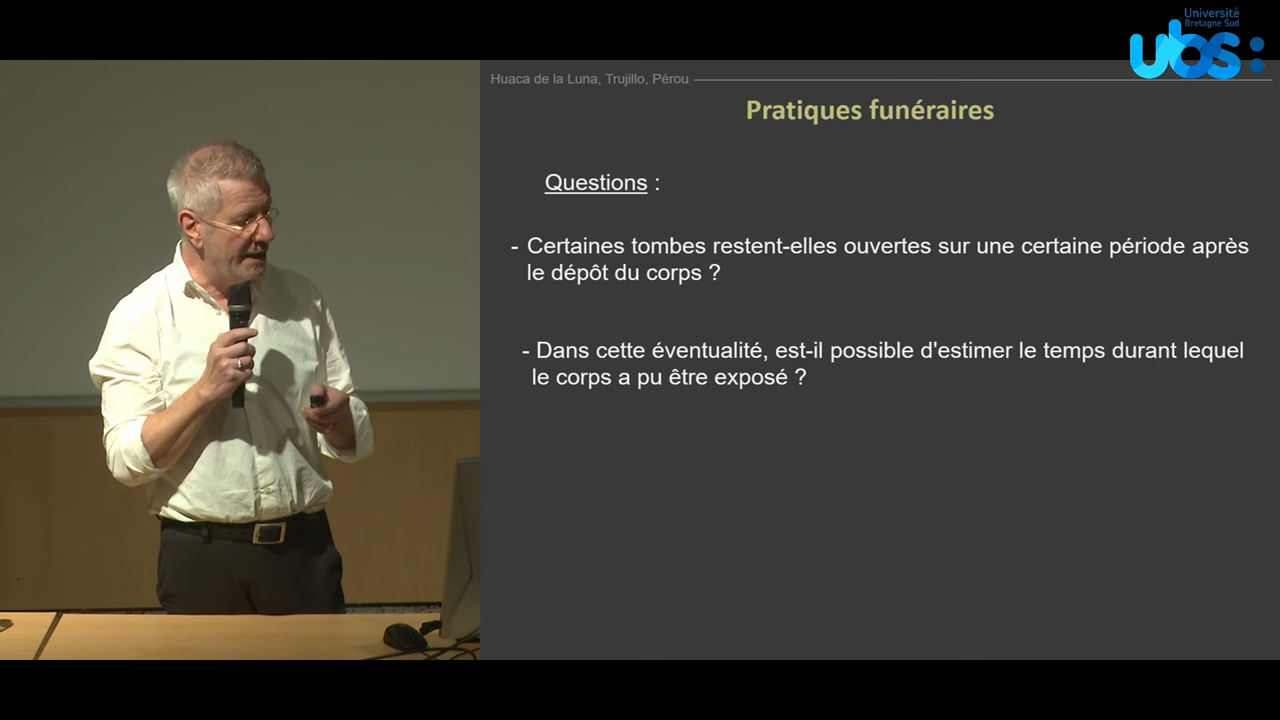 Université
Bretagne Sud
ubs:
Huaca de la Luna, Trujillo, Pérou
Pratiques funéraires
Questions :
- Certaines tombes restent-elles ouvertes sur une certaine période après
le dépôt du corps ?
- Dans cette éventualité, est-il possible d'estimer le temps durant lequel
le corps a pu être exposé ?